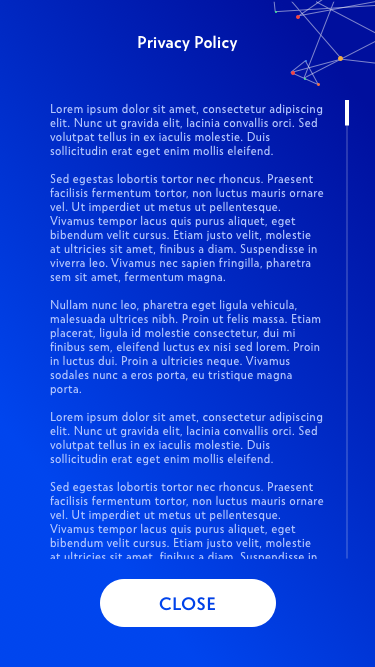 Privacy Policy
Lorem ipsum dolor sit amet, consectetur adipiscing
elit. Nunc ut gravida elit, lacinia convallis orci. Sed
volutpat tellus in ex iaculis molestie. Duis
sollicitudin erat eget enim mollis eleifend.
Sed egestas lobortis tortor nec rhoncus. Praesent
facilisis fermentum tortor, non luctus mauris ornare
vel. Ut imperdiet ut metus ut pellentesque.
Vivamus tempor lacus quis purus aliquet, eget
bibendum velit cursus. Etiam justo velit, molestie
at ultricies sit amet, finibus a diam. Suspendisse in
viverra leo. Vivamus nec sapien fringilla, pharetra
sem sit amet, fermentum magna.
Nullam nunc leo, pharetra eget ligula vehicula,
malesuada ultrices nibh. Proin ut felis massa. Etiam
placerat, ligula id molestie consectetur, dui mi
finibus sem, eleifend luctus ex nisi sed lorem. Proin
in luctus dui. Proin a ultricies neque. Vivamus
sodales nunc a eros porta, eu tristique magna
porta.
Lorem ipsum dolor sit amet, consectetur adipiscing
elit. Nunc ut gravida elit, lacinia convallis orci. Sed
volutpat tellus in ex iaculis molestie. Duis
sollicitudin erat eget enim mollis eleifend.
Sed egestas lobortis tortor nec rhoncus. Praesent
facilisis fermentum tortor, non luctus mauris ornare
vel. Ut imperdiet ut metus ut pellentesque.
Vivamus tempor lacus quis purus aliquet, eget
bibendum velit cursus. Etiam justo velit, molestie
at ultricies sit amet, finibus a diam. Suspendisse in
CLOSE